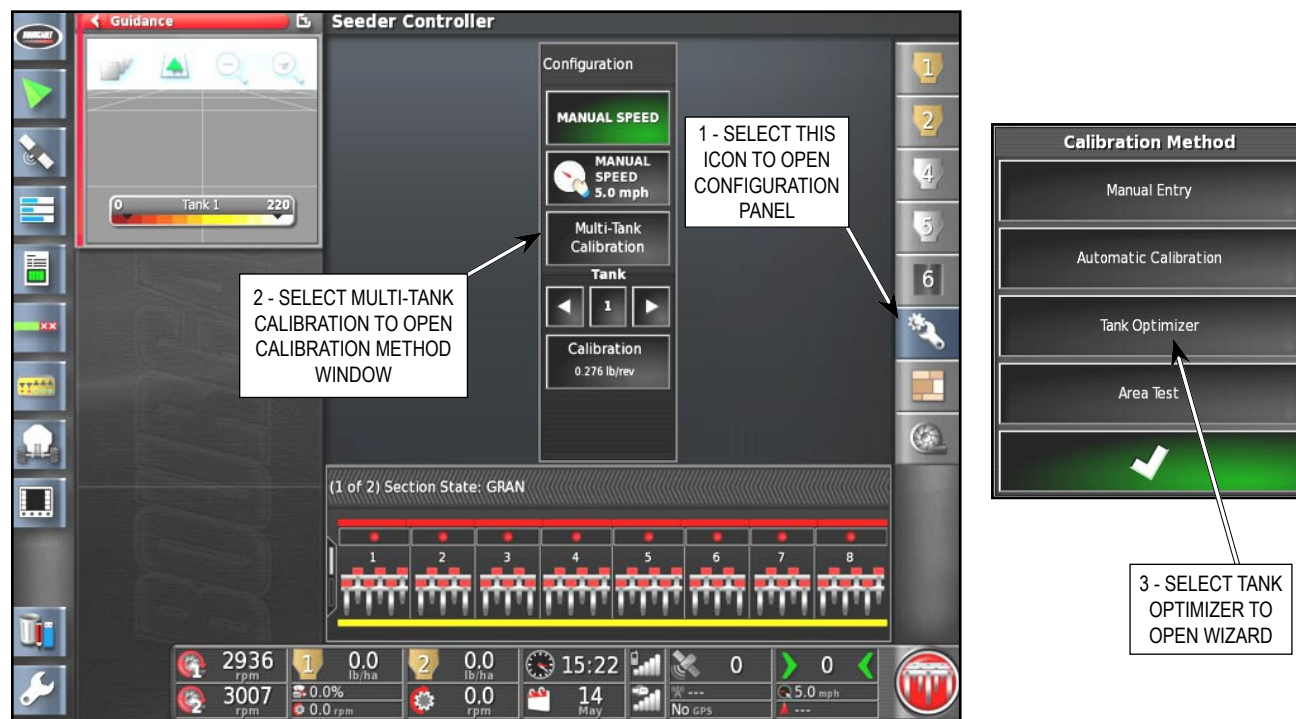 BOURGAULT
Guidance
Seeder Controller
0 Tank 1 220
Configuration
MANUAL SPEED
MANUAL
SPEED
5.0 mph
Multi-Tank
Calibration
Tank
1
Calibration
0.276 lb/rev
1
2
4
5
6
1 - SELECT THIS
ICON TO OPEN
CONFIGURATION
PANEL
2 - SELECT MULTI-TANK
CALIBRATION TO OPEN
CALIBRATION METHOD
WINDOW
(1 of 2) Section State: GRAN
1 2 3 4 5 6 7 8
1 2936 rpm
2 3007 rpm
1 0.0 lb/ha
0.0%
0.0 rpm
2 0.0 lb/ha
0.0 rpm
15:22
14 May
0
---
No GPS
0
5.0 mph
---
Calibration Method
Manual Entry
Automatic Calibration
Tank Optimizer
Area Test
3 - SELECT TANK
OPTIMIZER TO
OPEN WIZARD